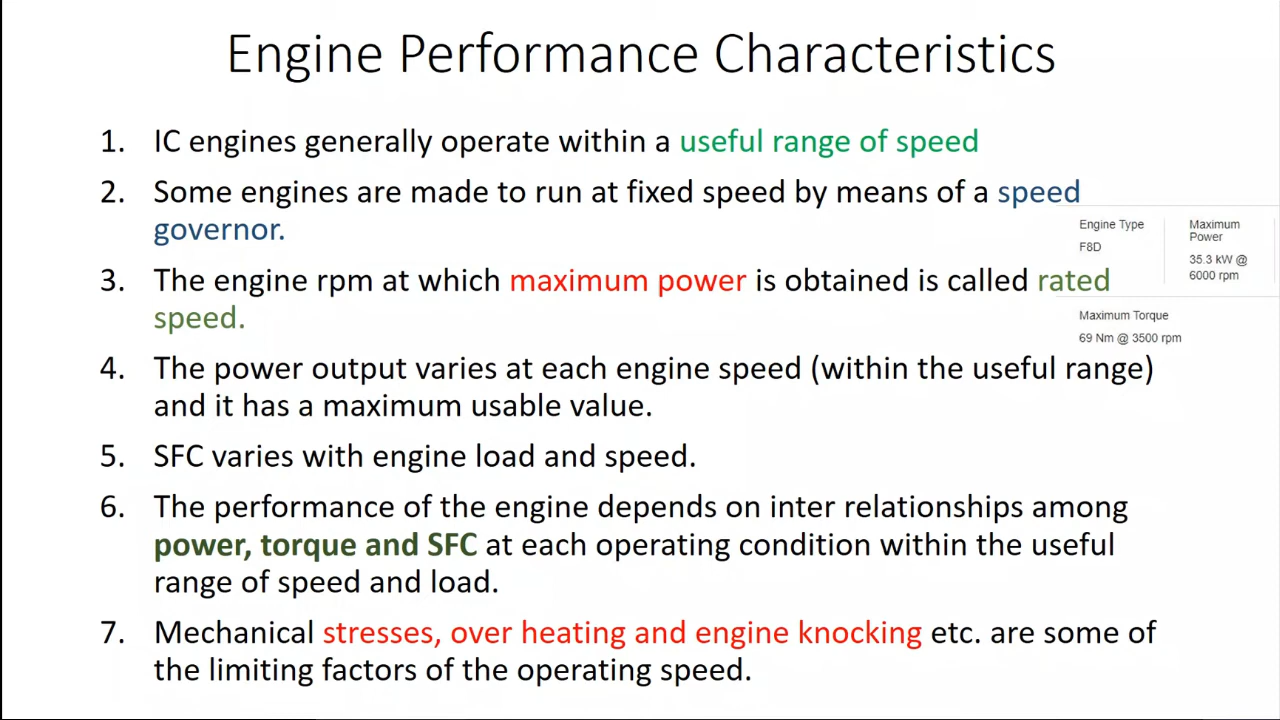 Engine Performance Characteristics
1. IC engines generally operate within a useful range of speed
2. Some engines are made to run at fixed speed by means of a speed
governor.
3. The engine rpm at which maximum power is obtained is called rated
speed.
4. The power output varies at each engine speed (within the useful range)
and it has a maximum usable value.
5. SFC varies with engine load and speed.
6. The performance of the engine depends on inter relationships among
power, torque and SFC at each operating condition within the useful
range of speed and load.
7. Mechanical stresses, over heating and engine knocking etc. are some of
the limiting factors of the operating speed.
Engine Type
F8D
Maximum
Power
35.3 kW @
6000 rpm
Maximum Torque
69 Nm @ 3500 rpm